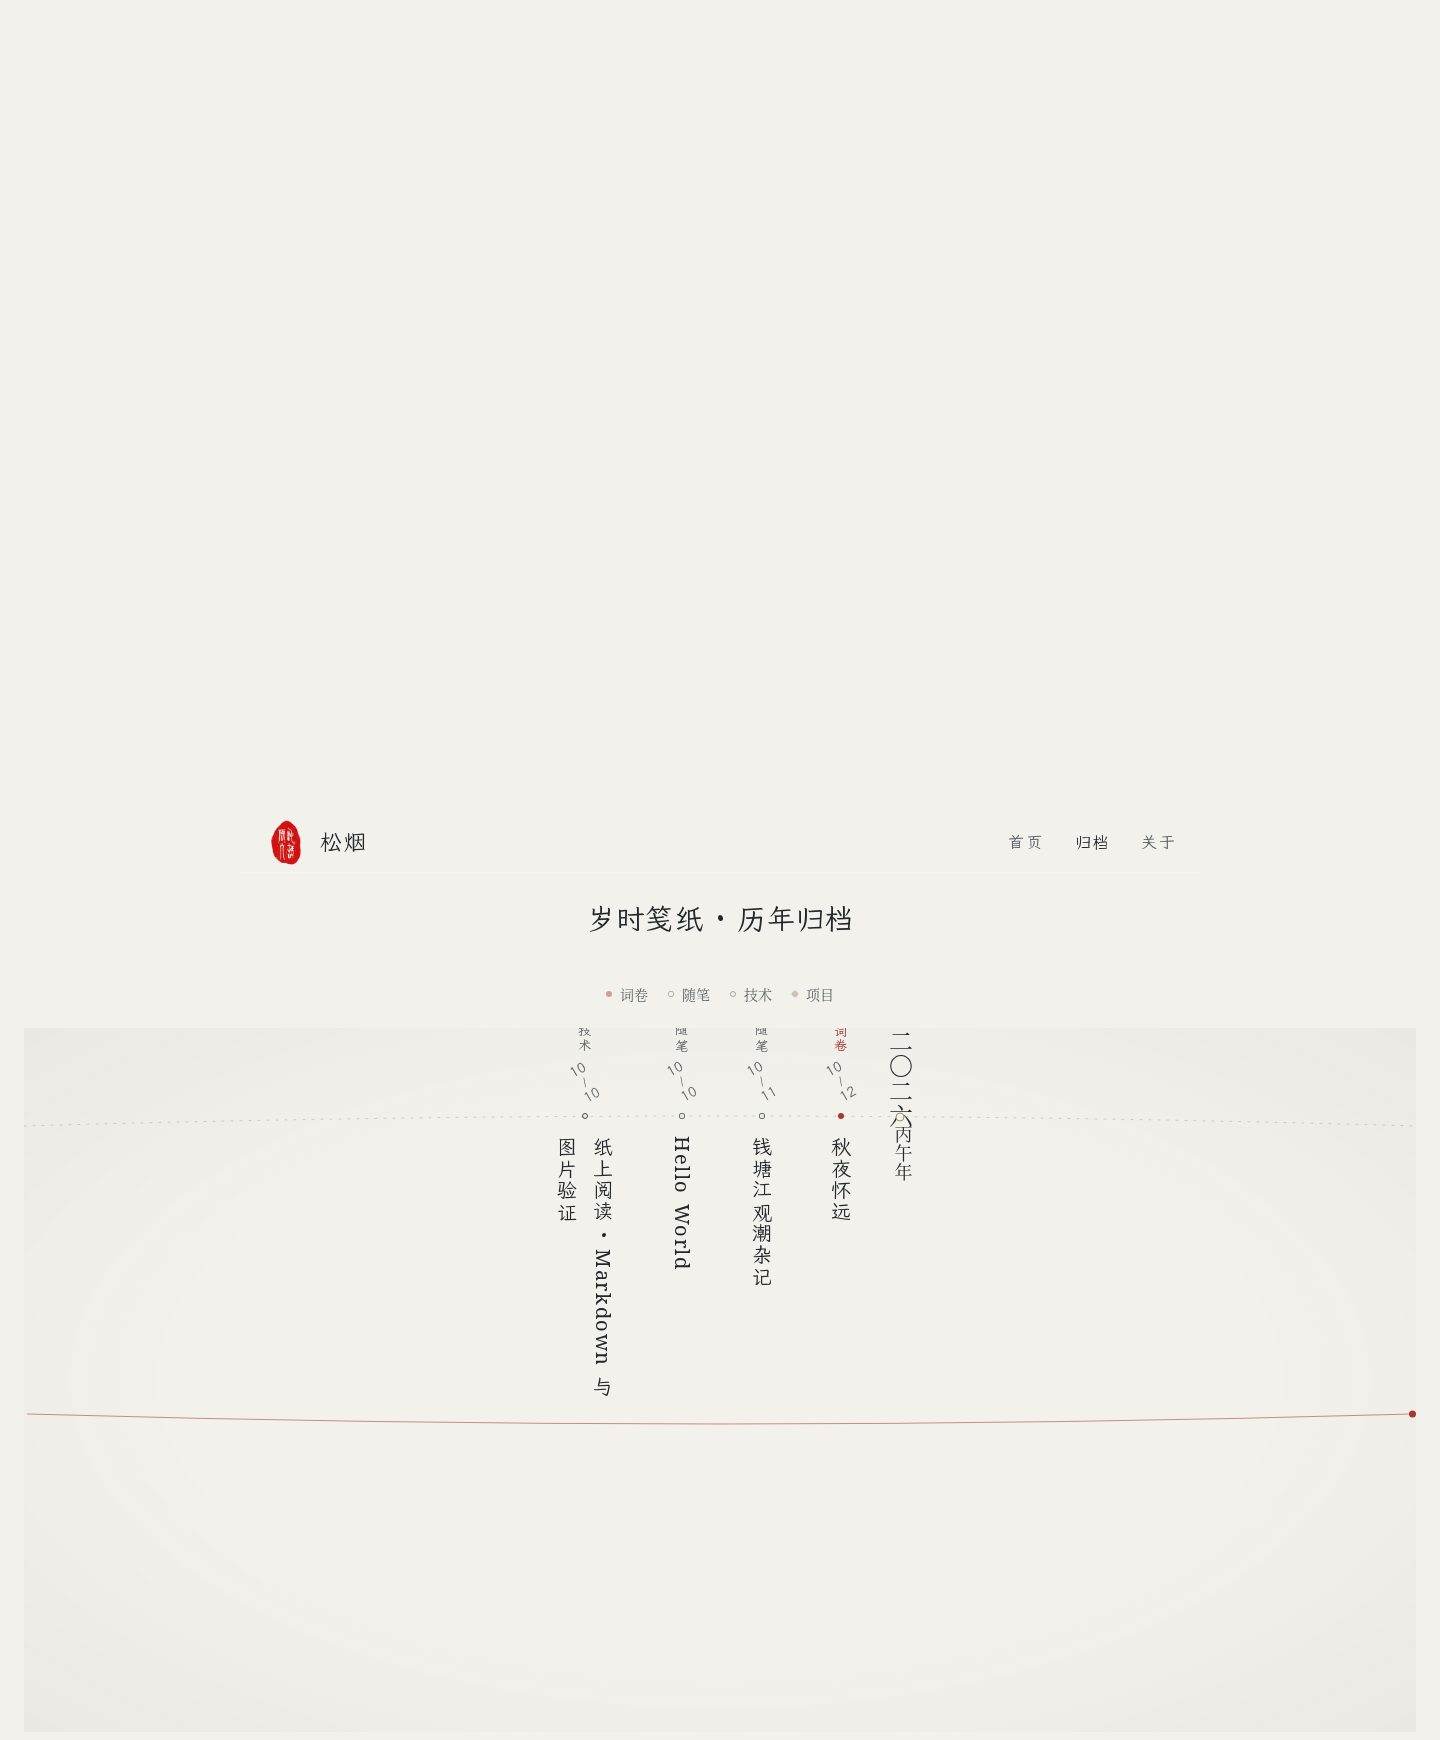 松烟
首页 归档 关于
岁时笺纸·历年归档
词卷 随笔 技术 项目
二〇二六
丙午年
词卷
10—12
秋夜怀远
随笔
10—11
钱塘江观潮杂记
随笔
10—10
Hello World
技术
10—10
纸上阅读·Markdown 与
图片验证